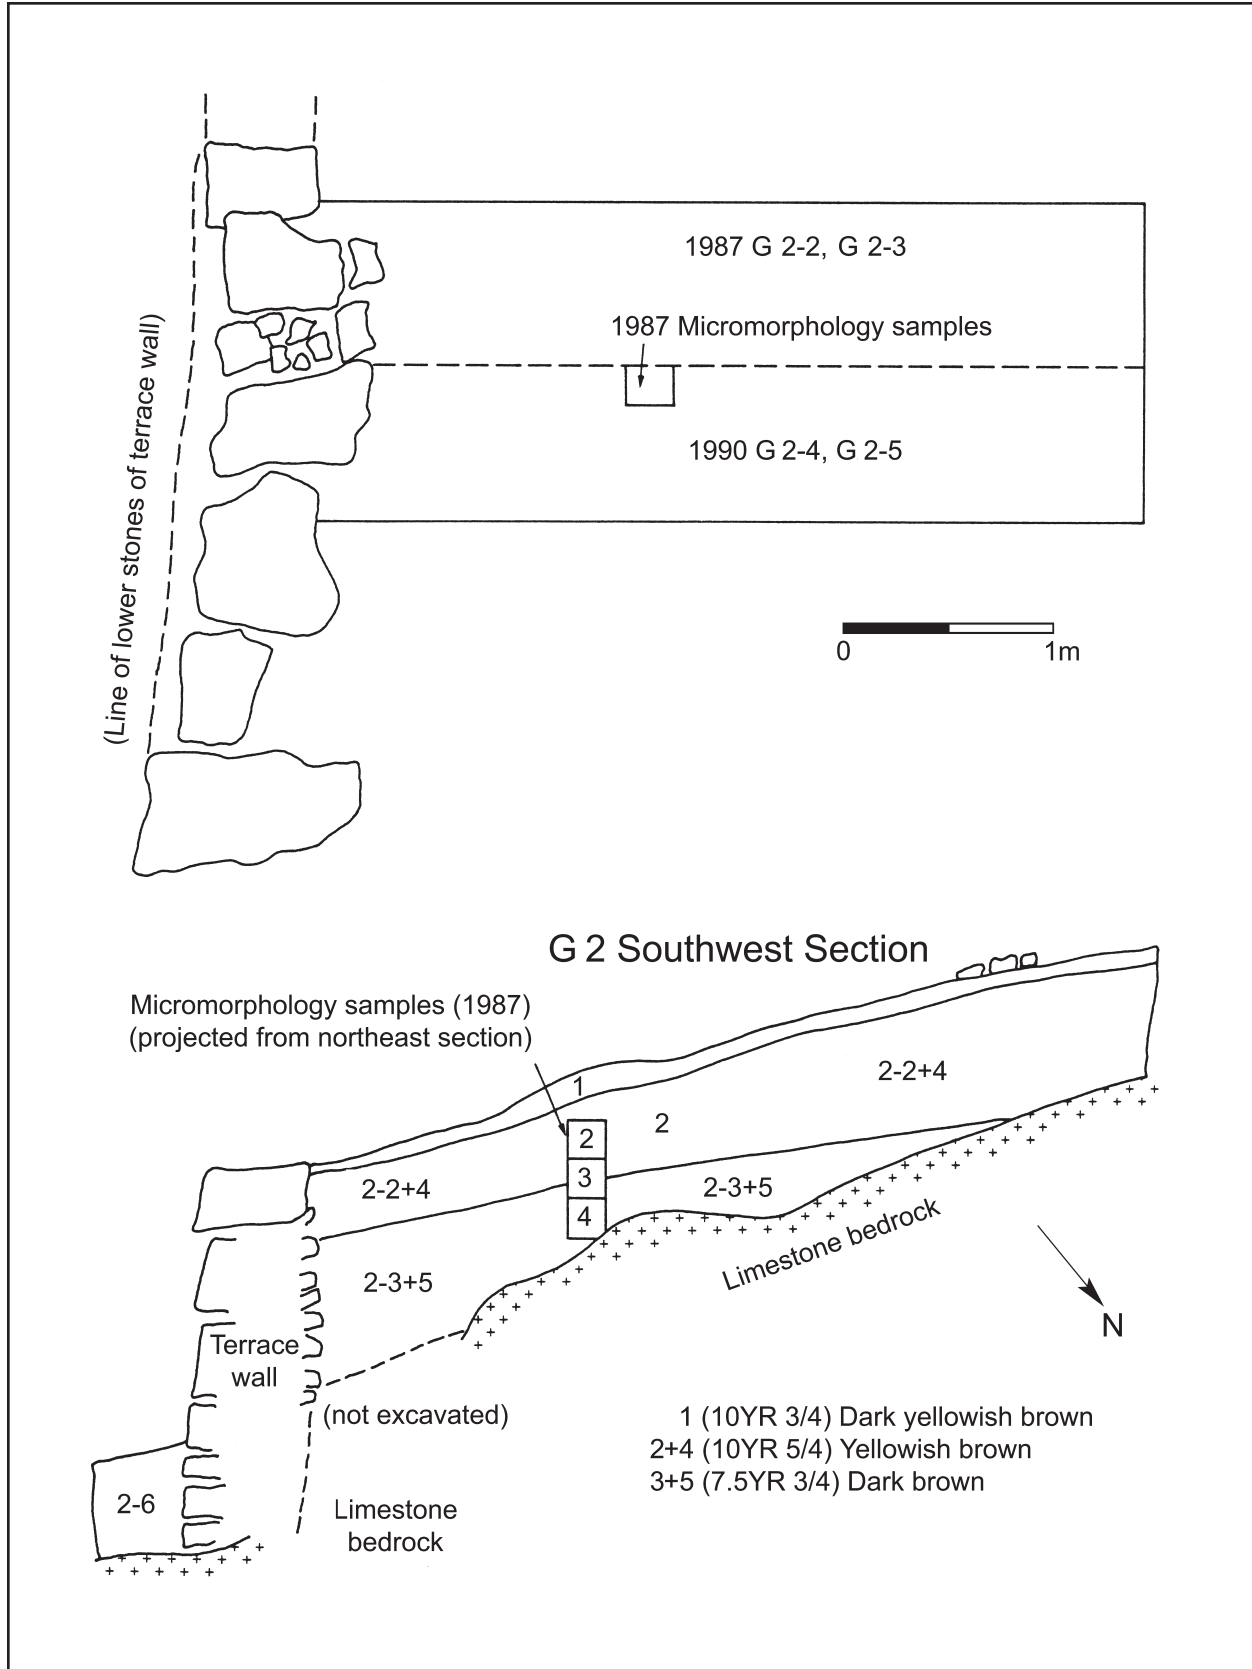 1987 G 2-2, G 2-3
1987 Micromorphology samples
1990 G 2-4, G 2-5
(Line of lower stones of terrace wall)
0 1m
G 2 Southwest Section
Micromorphology samples (1987)
(projected from northeast section)
1
2-2+4
2
2
3
4
2-2+4
2-3+5
2-3+5
Limestone bedrock
N
Terrace
wall
(not excavated)
2-6
Limestone
bedrock
1 (10YR 3/4) Dark yellowish brown
2+4 (10YR 5/4) Yellowish brown
3+5 (7.5YR 3/4) Dark brown